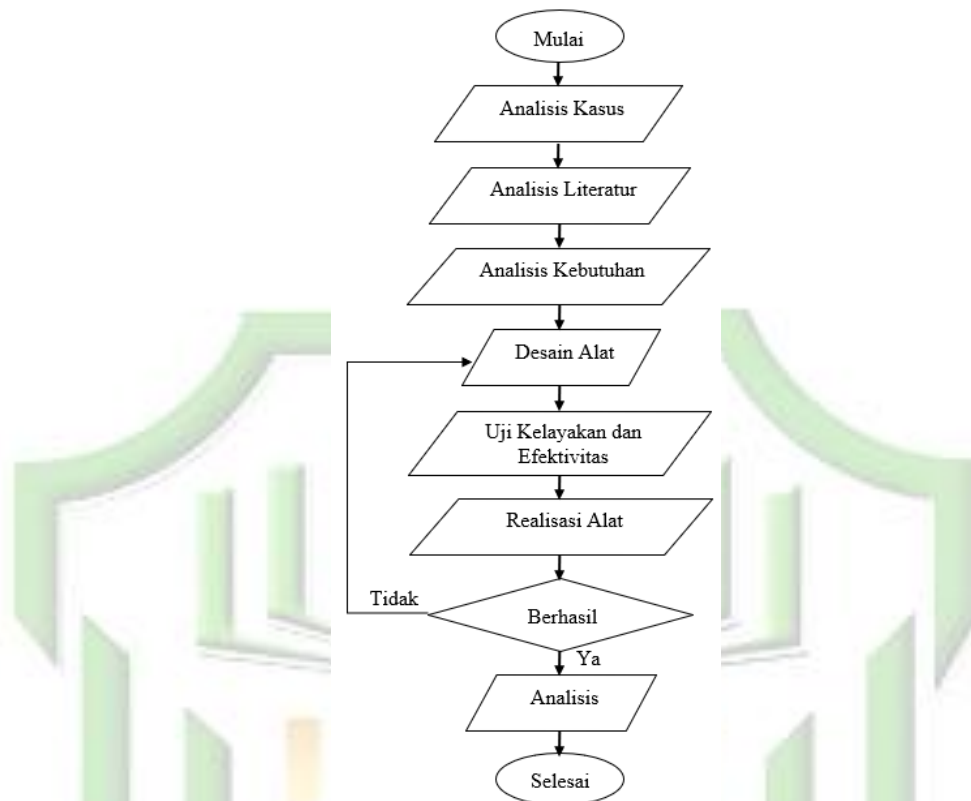 Mulai
Analisis Kasus
Analisis Literatur
Analisis Kebutuhan
Desain Alat
Uji Kelayakan dan
Efektivitas
Realisasi Alat
Tidak
Berhasil
Ya
Analisis
Selesai